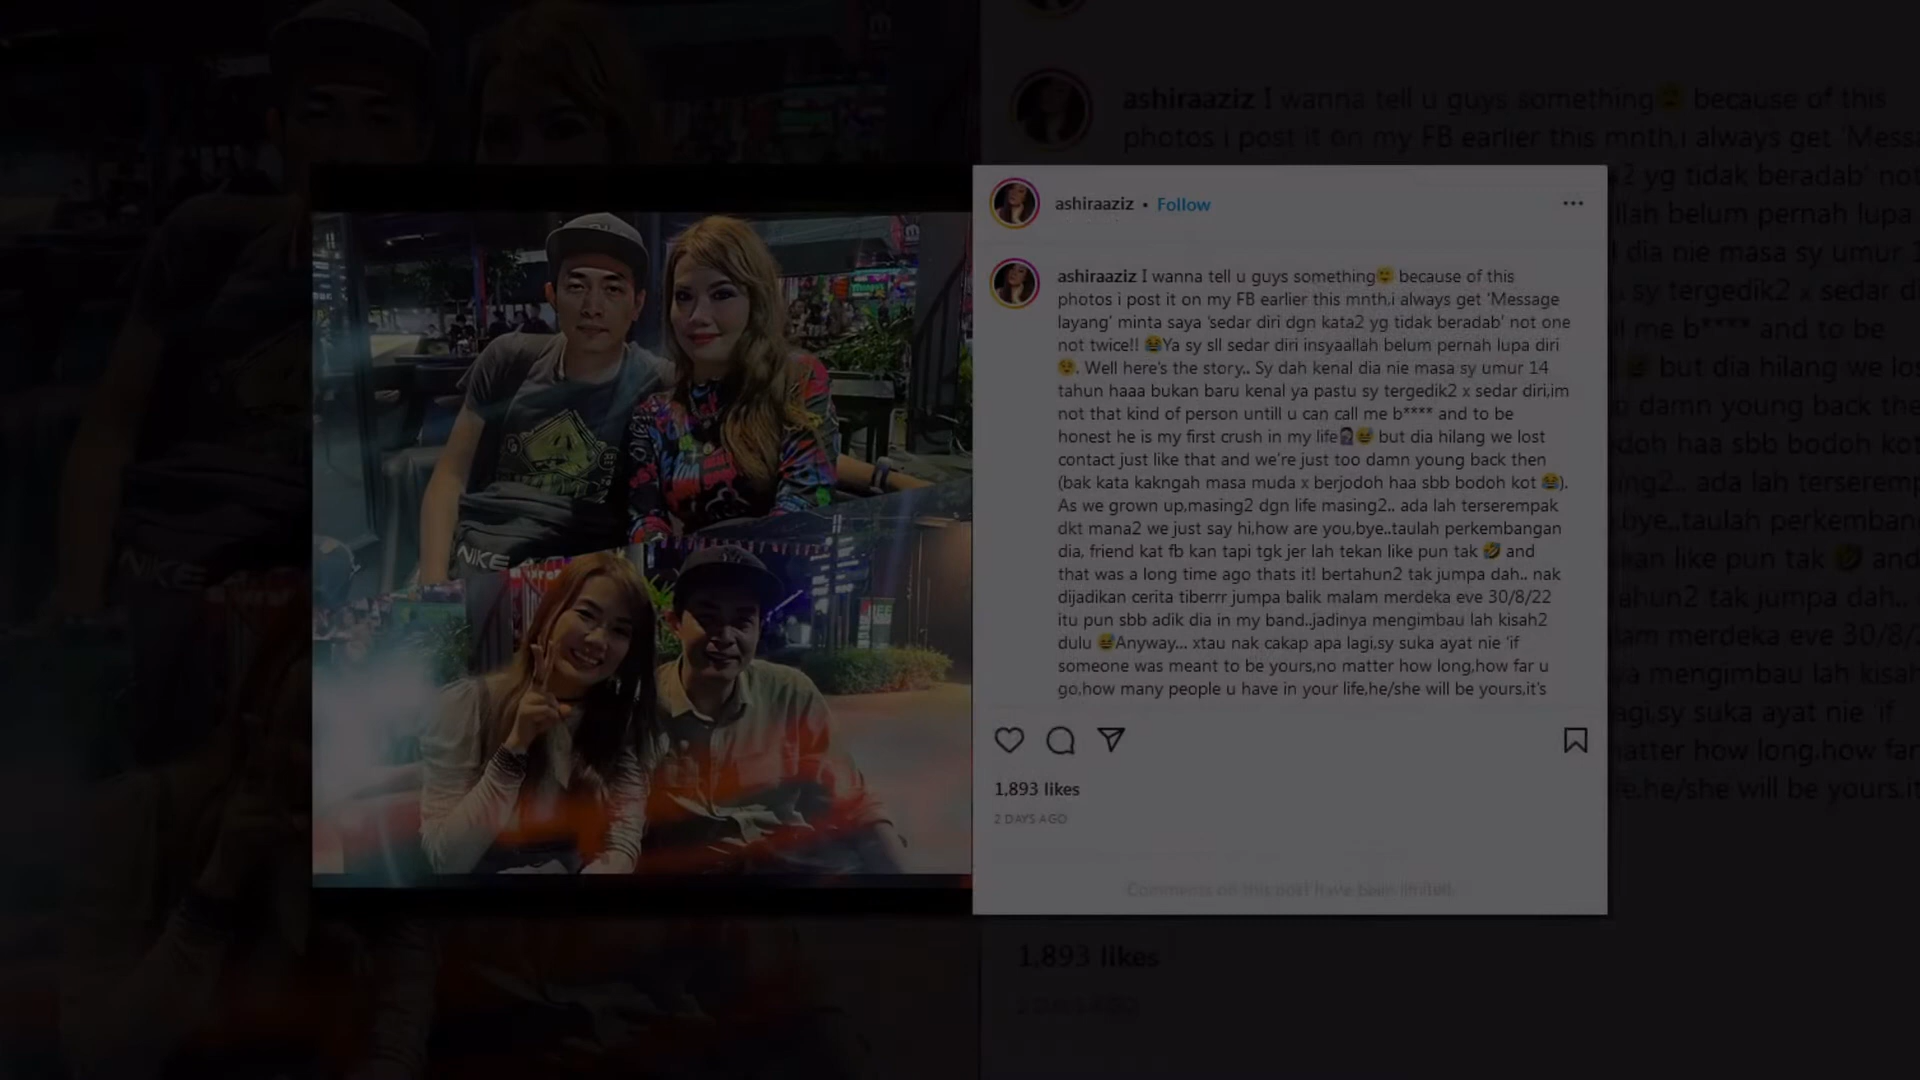 ashiraaziz • Follow
ashiraaziz I wanna tell u guys something😉 because of this
photos i post it on my FB earlier this mnth,i always get 'Message
layang' minta saya 'sedar diri dgn kata2 yg tidak beradab' not one
not twice!! 😂Ya sy sll sedar diri insyaallah belum pernah lupa diri
. Well here's the story.. Sy dah kenal dia nie masa sy umur 14
tahun haaa bukan baru kenal ya pastu sy tergedik2 x sedar diri,im
not that kind of person untill u can call me b**** and to be
honest he is my first crush in my life😅 but dia hilang we lost
contact just like that and we're just too damn young back then
(bak kata kakngah masa muda x berjodoh haa sbb bodoh kot 😂).
As we grown up,masing2 dgn life masing2.. ada lah terserempak
dkt mana2 we just say hi,how are you,bye..taulah perkembangan
dia, friend kat fb kan tapi tgk jer lah tekan like pun tak 🤣 and
that was a long time ago thats it! bertahun2 tak jumpa dah.. nak
dijadikan cerita tiberrr jumpa balik malam merdeka eve 30/8/22
itu pun sbb adik dia in my band..jadinya mengimbau lah kisah2
dulu 😅Anyway... xtau nak cakap apa lagi,sy suka ayat nie 'if
someone was meant to be yours,no matter how long,how far u
go,how many people u have in your life,he/she will be yours,it's
1,893 likes
2 DAYS AGO
Comments on this post have been limited.
NIKE